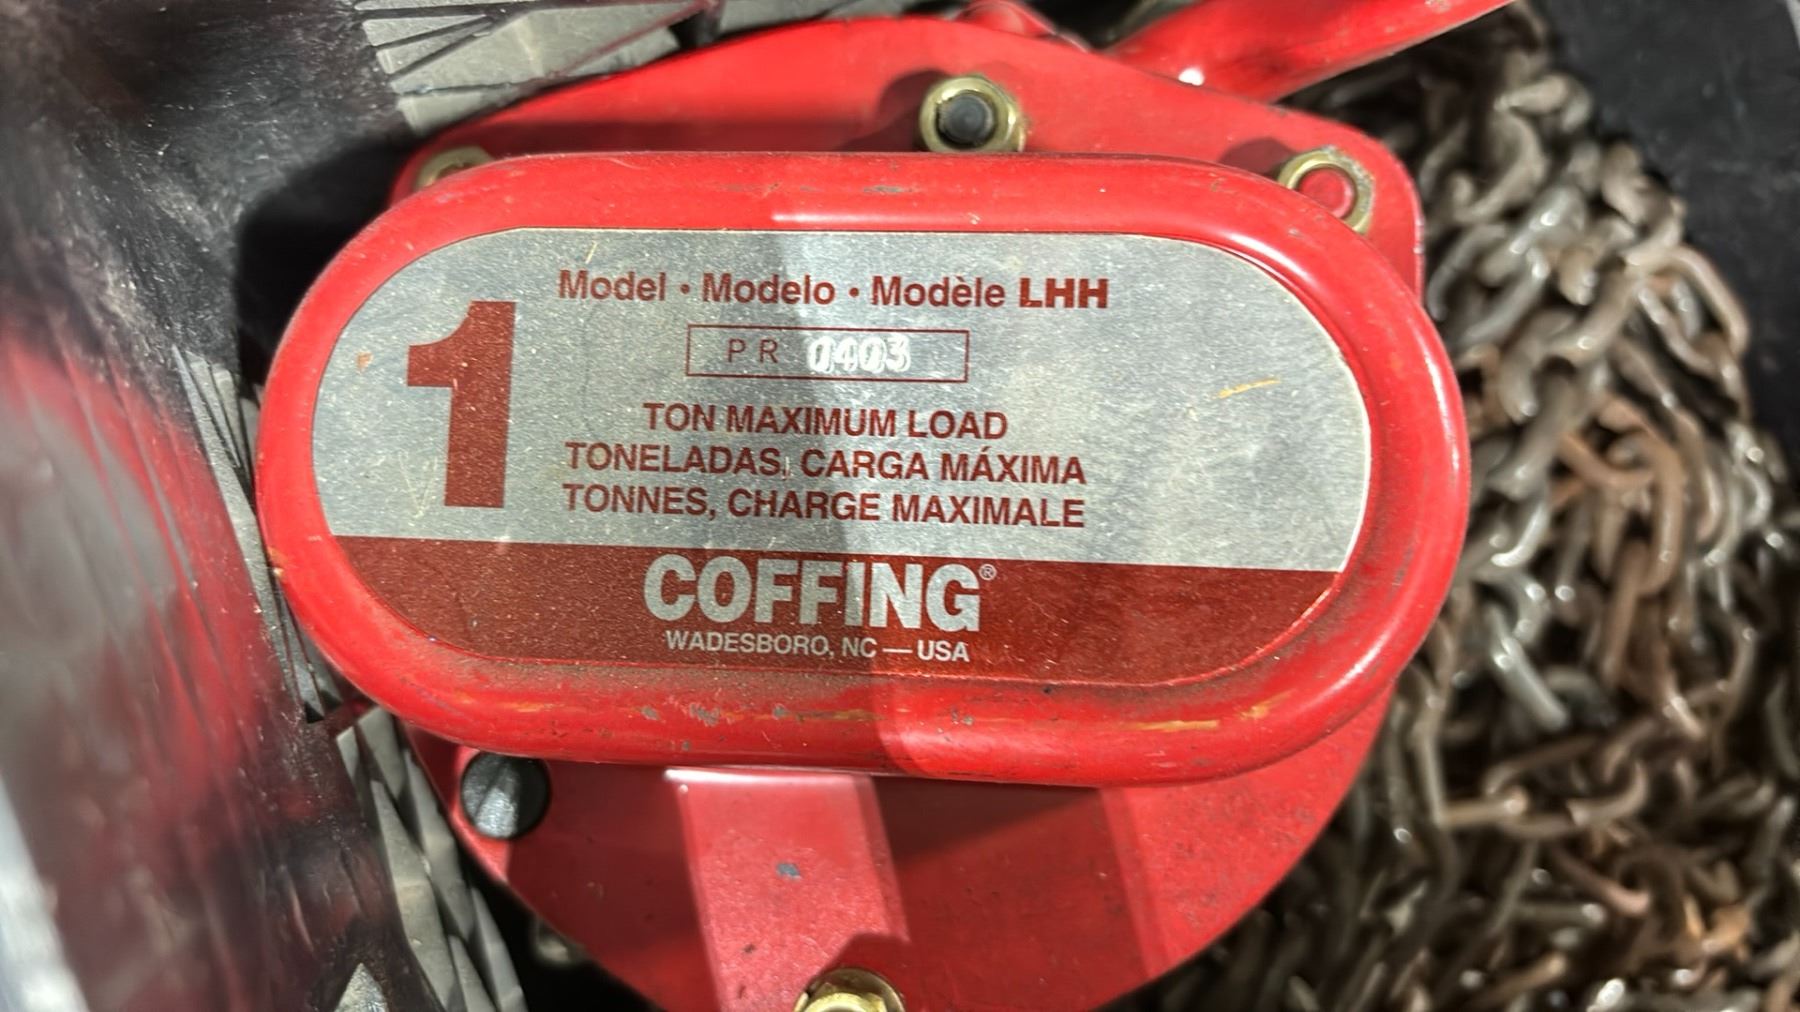 Model • Modelo • Modèle LHH
1
PR 0403
TON MAXIMUM LOAD
TONELADAS, CARGA MÁXIMA
TONNES, CHARGE MAXIMALE
COFFING®
WADESBORO, NC — USA